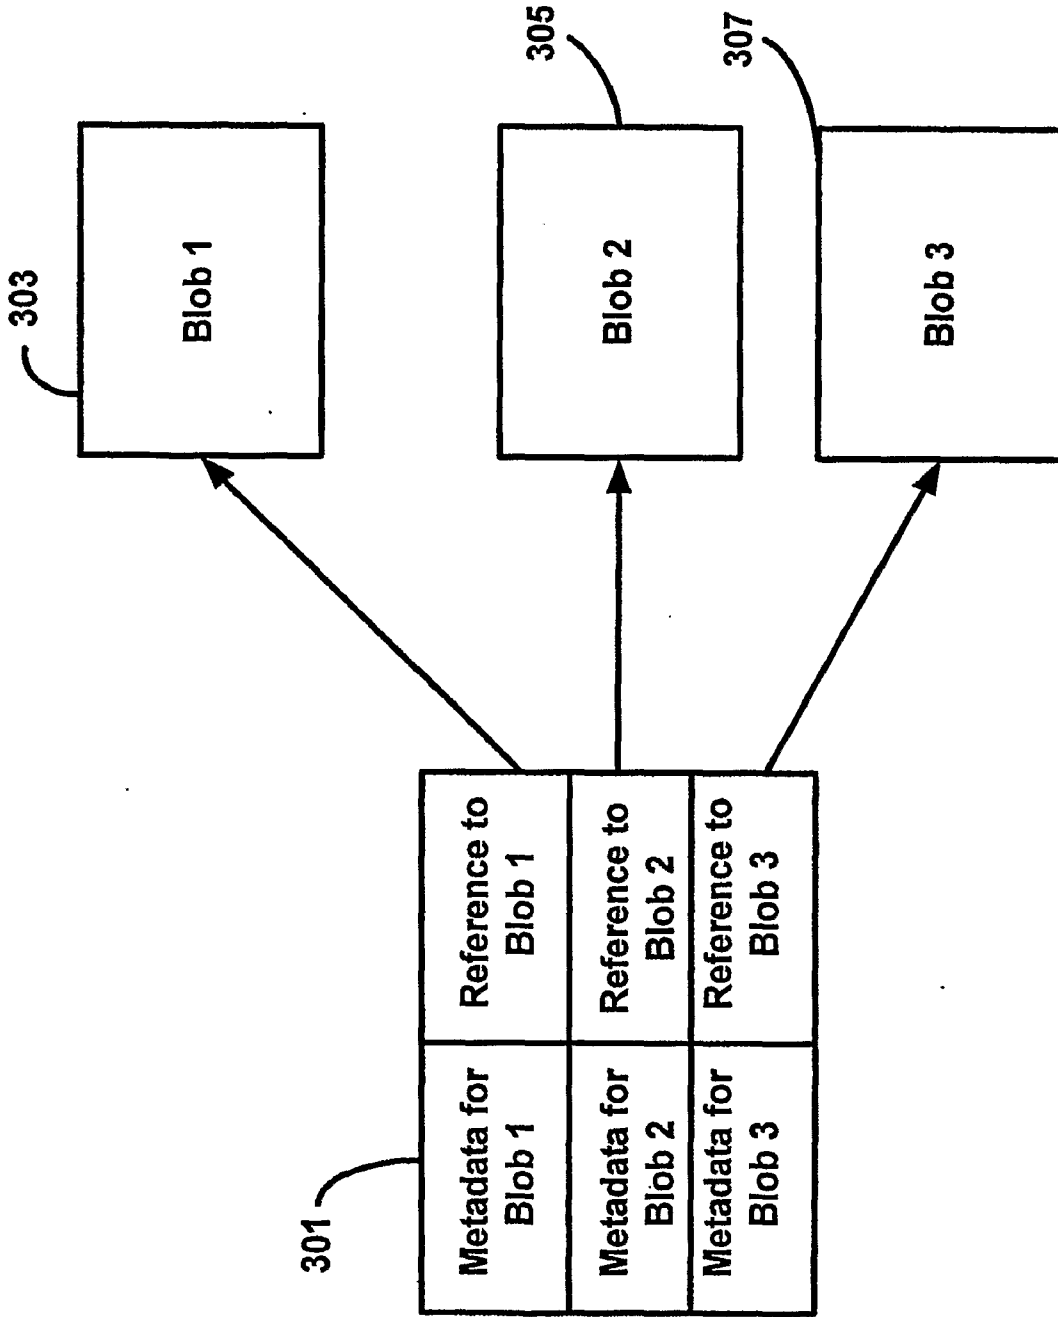 301
Metadata for
Blob 1
Reference to
Blob 1
Metadata for
Blob 2
Reference to
Blob 2
Metadata for
Blob 3
Reference to
Blob 3
303
Blob 1
305
Blob 2
307
Blob 3